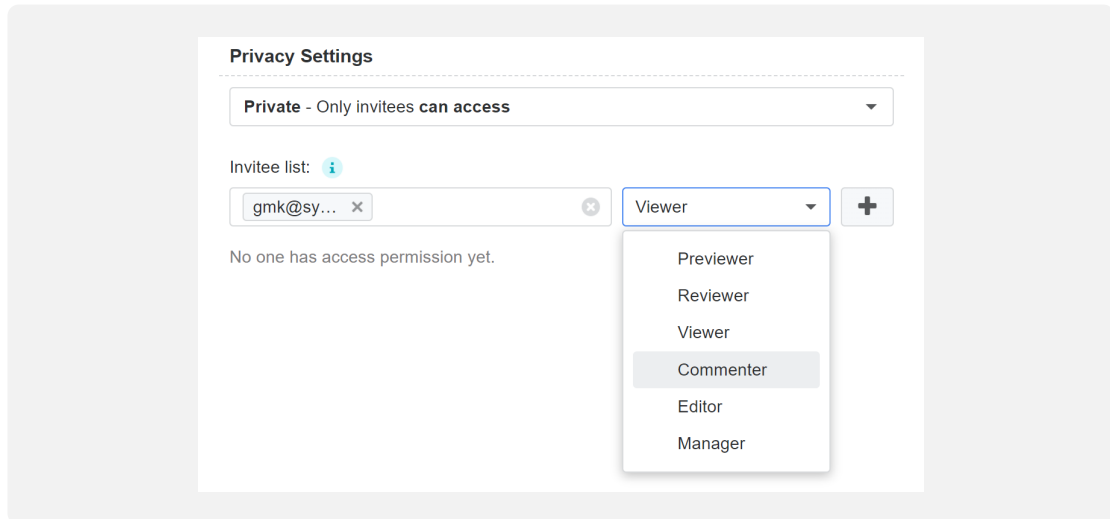 Privacy Settings
Private - Only invitees can access
Invitee list:
gmk@sy... Viewer
No one has access permission yet.
Previewer
Reviewer
Viewer
Commenter
Editor
Manager